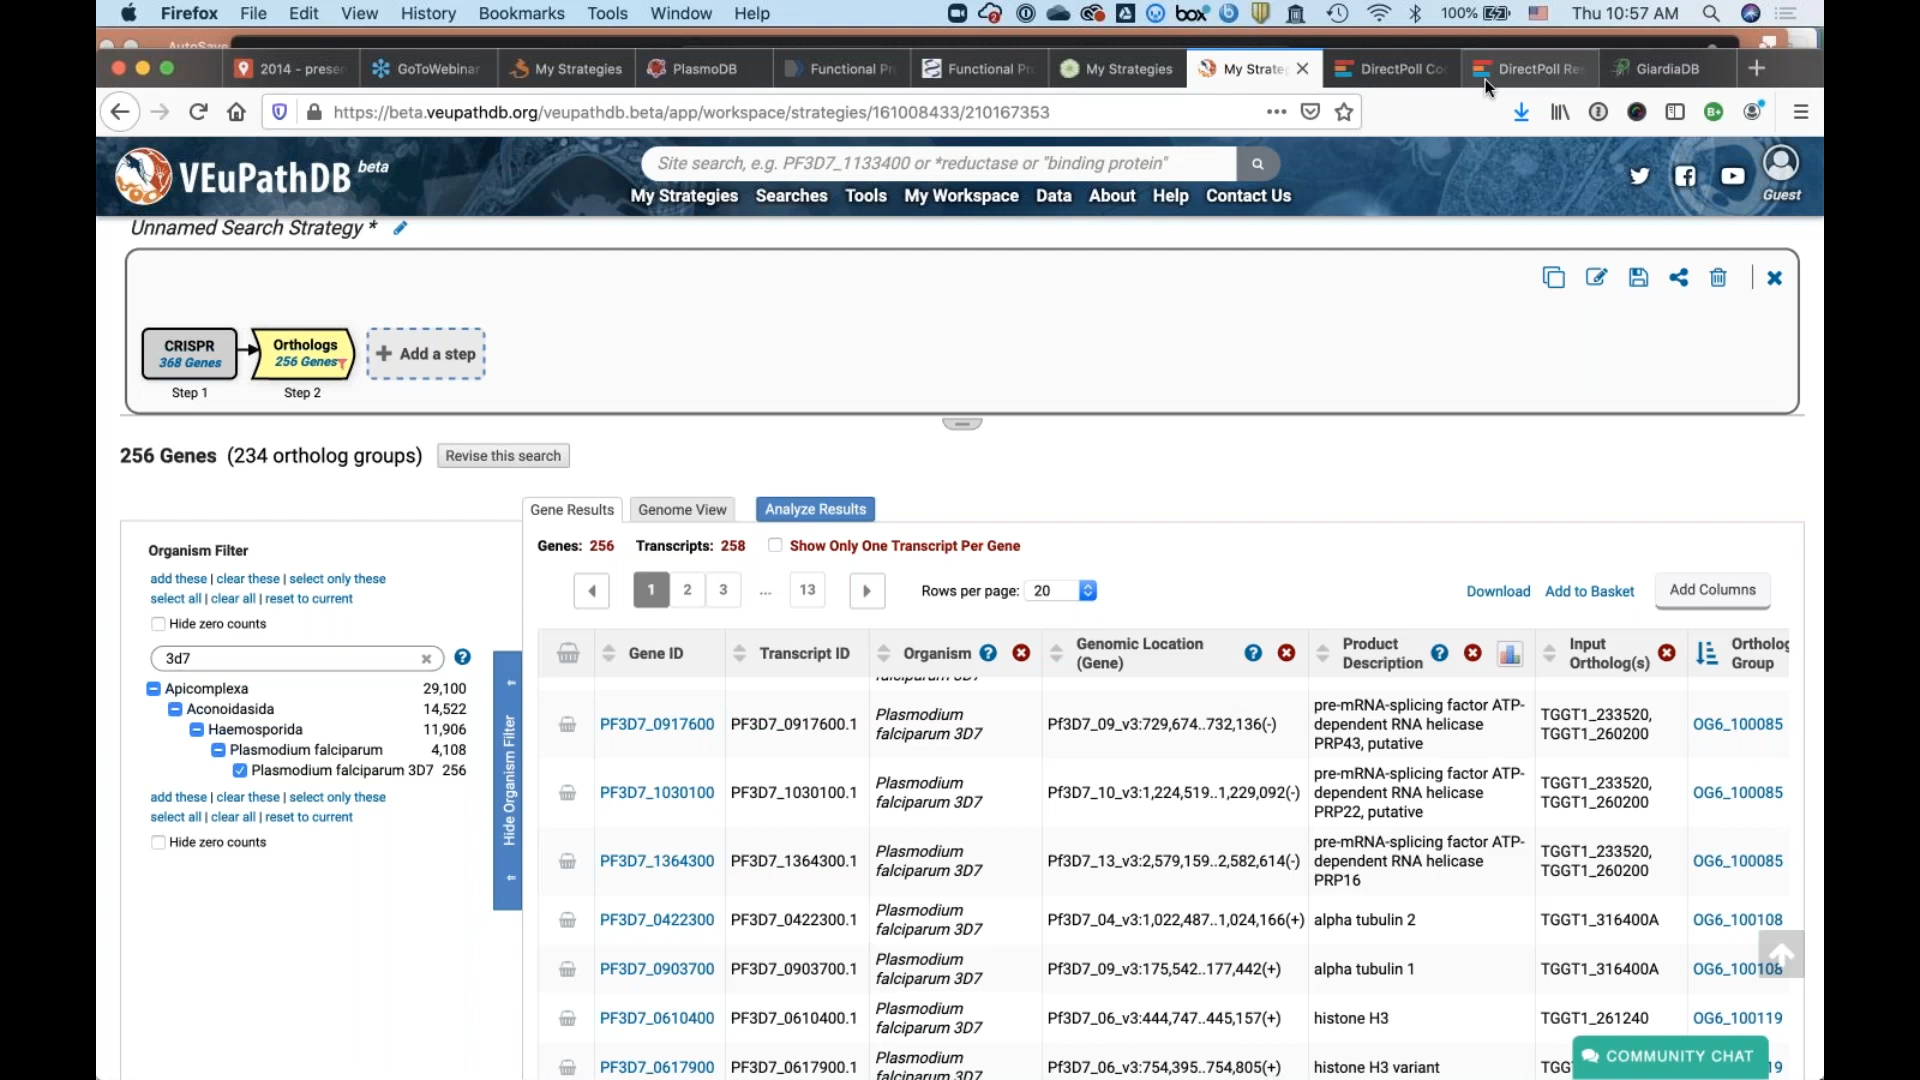 Firefox File Edit View History Bookmarks Tools Window Help
box 100% Thu 10:57 AM
AutoSave
2014 - prese GoToWebinar My Strategies PlasmoDB Functional Pr Functional Pr My Strategies My Strate DirectPoll Co DirectPoll Re GiardiaDB
https://beta.veupathdb.org/veupathdb.beta/app/workspace/strategies/161008433/210167353
VEuPathDB beta
Site search, e.g. PF3D7_1133400 or *reductase or "binding protein"
My Strategies Searches Tools My Workspace Data About Help Contact Us
Guest
Unnamed Search Strategy *
CRISPR
368 Genes
Step 1
Orthologs
256 Genes
Step 2
Add a step
256 Genes (234 ortholog groups) Revise this search
Gene Results Genome View Analyze Results
Organism Filter
add these | clear these | select only these
select all | clear all | reset to current
Hide zero counts
3d7
Apicomplexa 29,100
Aconoidasida 14,522
Haemosporida 11,906
Plasmodium falciparum 4,108
Plasmodium falciparum 3D7 256
add these | clear these | select only these
select all | clear all | reset to current
Hide zero counts
Hide Organism Filter
Genes: 256 Transcripts: 258 Show Only One Transcript Per Gene
1 2 3 ... 13 Rows per page: 20 Download Add to Basket Add Columns
Gene ID Transcript ID Organism Genomic Location (Gene) Product Description Input Ortholog(s) Ortholog Group
falciparum 3D7
PF3D7_0917600 PF3D7_0917600.1 Plasmodium falciparum 3D7 Pf3D7_09_v3:729,674..732,136(-) pre-mRNA-splicing factor ATP-dependent RNA helicase PRP43, putative TGGT1_233520, TGGT1_260200 OG6_100085
PF3D7_1030100 PF3D7_1030100.1 Plasmodium falciparum 3D7 Pf3D7_10_v3:1,224,519..1,229,092(-) pre-mRNA-splicing factor ATP-dependent RNA helicase PRP22, putative TGGT1_233520, TGGT1_260200 OG6_100085
PF3D7_1364300 PF3D7_1364300.1 Plasmodium falciparum 3D7 Pf3D7_13_v3:2,579,159..2,582,614(-) pre-mRNA-splicing factor ATP-dependent RNA helicase PRP16 TGGT1_233520, TGGT1_260200 OG6_100085
PF3D7_0422300 PF3D7_0422300.1 Plasmodium falciparum 3D7 Pf3D7_04_v3:1,022,487..1,024,166(+) alpha tubulin 2 TGGT1_316400A OG6_100108
PF3D7_0903700 PF3D7_0903700.1 Plasmodium falciparum 3D7 Pf3D7_09_v3:175,542..177,442(+) alpha tubulin 1 TGGT1_316400A OG6_100108
PF3D7_0610400 PF3D7_0610400.1 Plasmodium falciparum 3D7 Pf3D7_06_v3:444,747..445,157(+) histone H3 TGGT1_261240 OG6_100119
PF3D7_0617900 PF3D7_0617900.1 Plasmodium falciparum 3D7 Pf3D7_06_v3:754,395..754,805(+) histone H3 variant TGG 19
COMMUNITY CHAT